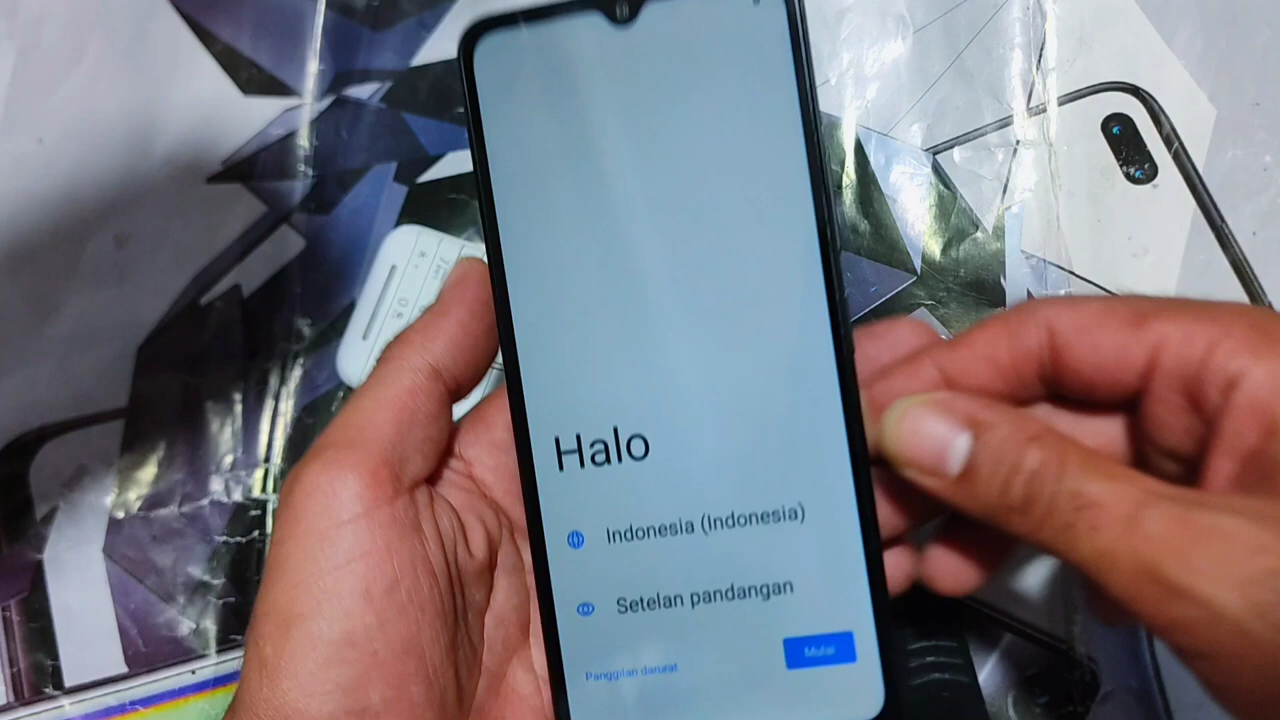 Halo
Indonesia (Indonesia)
Setelan pandangan
Mulai
Panggilan darurat